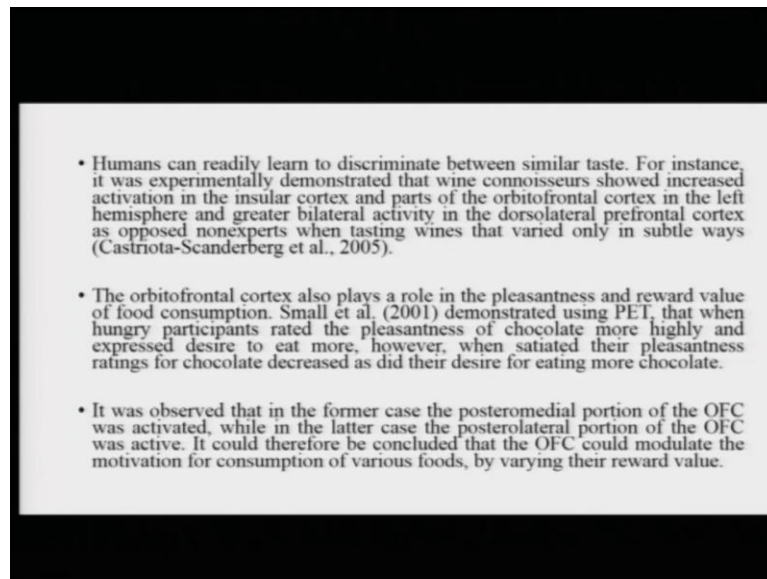 • Humans can readily learn to discriminate between similar taste. For instance,
it was experimentally demonstrated that wine connoisseurs showed increased
activation in the insular cortex and parts of the orbitofrontal cortex in the left
hemisphere and greater bilateral activity in the dorsolateral prefrontal cortex
as opposed nonexperts when tasting wines that varied only in subtle ways
(Castriota-Scanderberg et al., 2005).
• The orbitofrontal cortex also plays a role in the pleasantness and reward value
of food consumption. Small et al. (2001) demonstrated using PET, that when
hungry participants rated the pleasantness of chocolate more highly and
expressed desire to eat more, however, when satiated their pleasantness
ratings for chocolate decreased as did their desire for eating more chocolate.
• It was observed that in the former case the posteromedial portion of the OFC
was activated, while in the latter case the posterolateral portion of the OFC
was active. It could therefore be concluded that the OFC could modulate the
motivation for consumption of various foods, by varying their reward value.